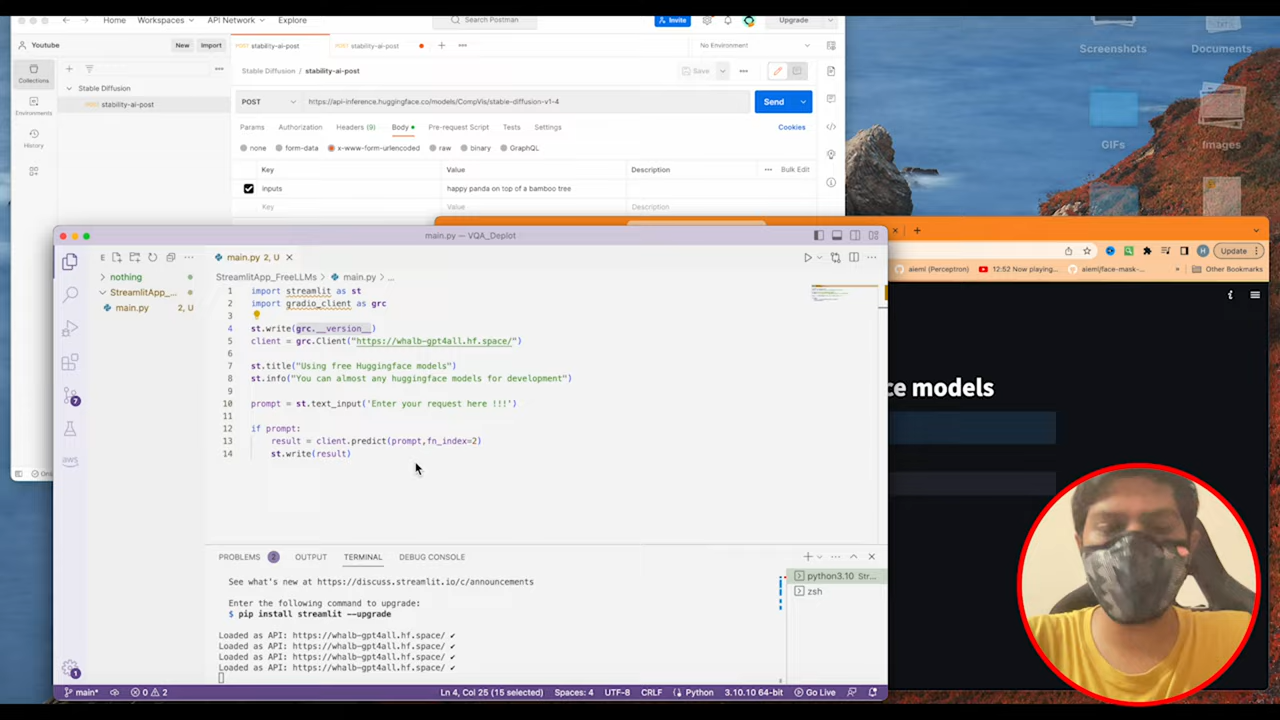 Home Workspaces API Network Explore
Search Postman
Invite
Upgrade
Youtube
New Import
stability-ai-post
stability-ai-post
No Environment
Collections
Environments
History
Stable Diffusion
stability-ai-post
Stable Diffusion / stability-ai-post
Save
POST
https://api-inference.huggingface.co/models/CompVis/stable-diffusion-v1-4
Send
Params Authorization Headers (9) Body Pre-request Script Tests Settings
Cookies
none form-data x-www-form-urlencoded raw binary GraphQL
Key Value Description Bulk Edit
inputs happy panda on top of a bamboo tree
Key Value Description
Screenshots
Documents
GIFs
Images
main.py — VQA_Deplot
Update
aieml (Perceptron) 12:52 Now playing... aieml/face-mask-... Other Bookmarks
ce models
nothing
StreamlitApp_...
main.py 2, U
main.py 2, U
StreamlitApp_FreeLLMs > main.py > ...
1 import streamlit as st
2 import gradio_client as grc
3
4 st.write(grc.__version__)
5 client = grc.Client("https://whalb-gpt4all.hf.space/")
6
7 st.title("Using free Huggingface models")
8 st.info("You can almost any huggingface models for development")
9
10 prompt = st.text_input('Enter your request here !!!')
11
12 if prompt:
13 result = client.predict(prompt,fn_index=2)
14 st.write(result)
PROBLEMS 2 OUTPUT TERMINAL DEBUG CONSOLE
python3.10 Str...
zsh
See what's new at https://discuss.streamlit.io/c/announcements
Enter the following command to upgrade:
$ pip install streamlit --upgrade
Loaded as API: https://whalb-gpt4all.hf.space/ ✔
Loaded as API: https://whalb-gpt4all.hf.space/ ✔
Loaded as API: https://whalb-gpt4all.hf.space/ ✔
Loaded as API: https://whalb-gpt4all.hf.space/ ✔
7
aws
1
main* 0 2
Ln 4, Col 25 (15 selected) Spaces: 4 UTF-8 CRLF Python 3.10.10 64-bit Go Live